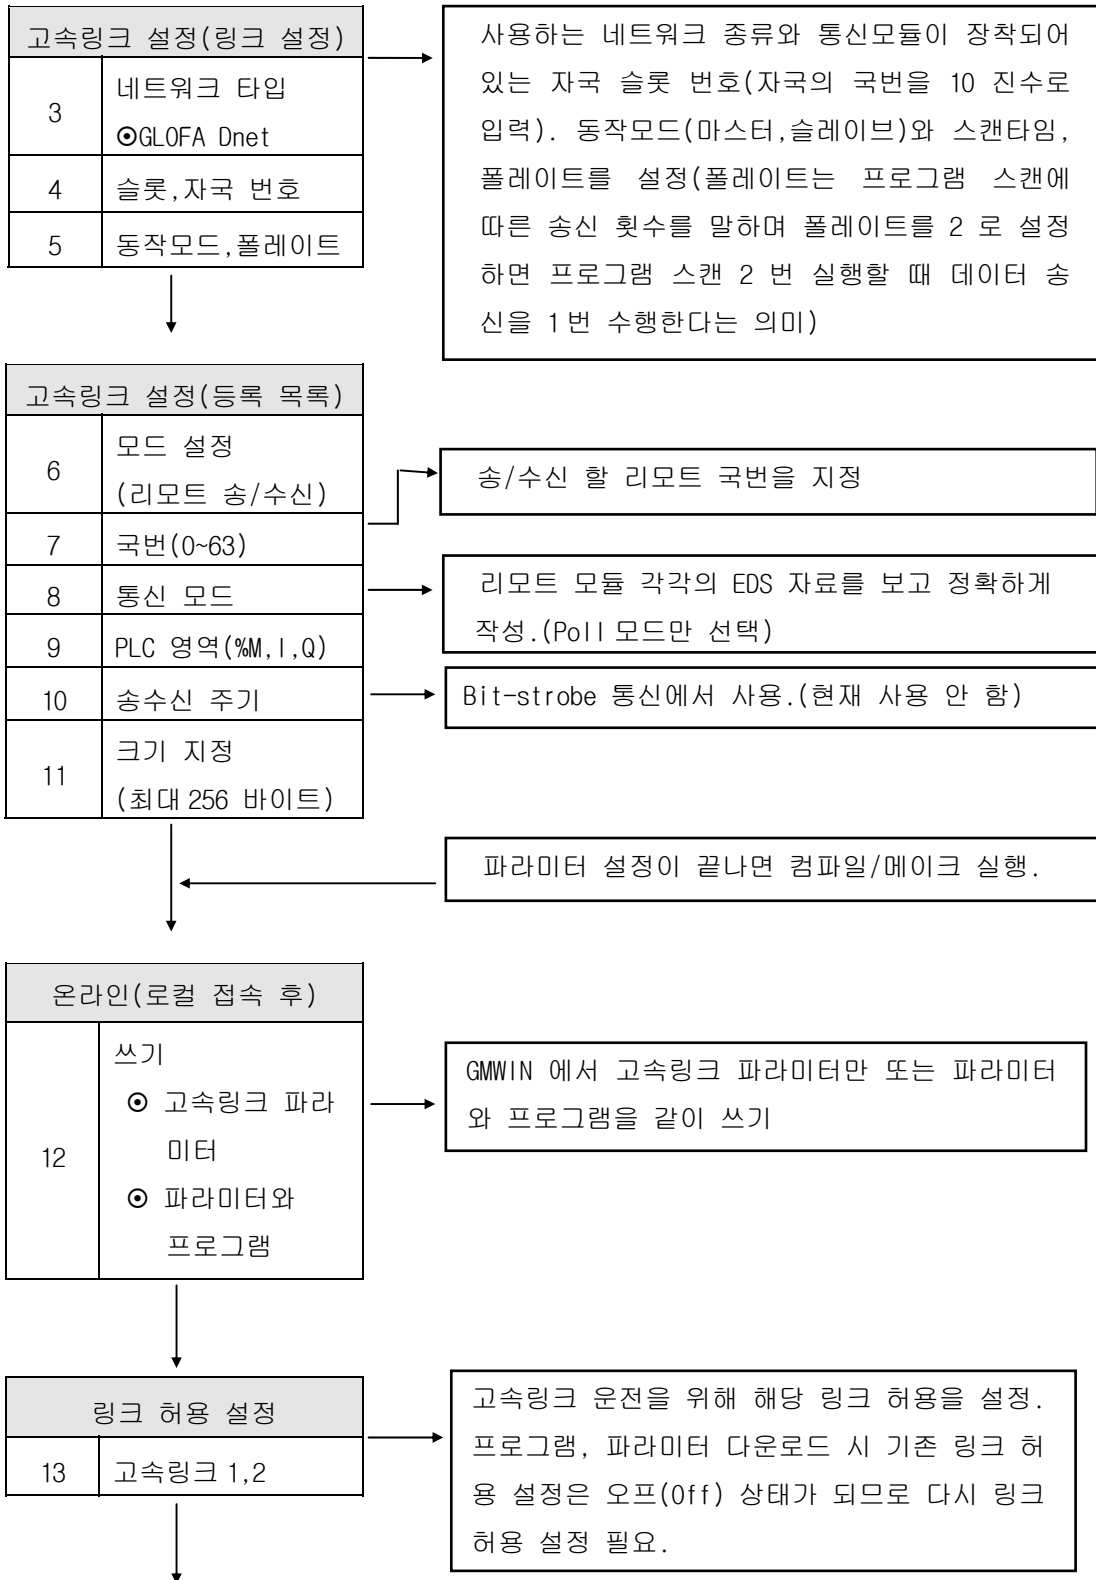 고속링크 설정(링크 설정)
3
네트워크 타입
⊙GLOFA Dnet
4
슬롯,자국 번호
5
동작모드,폴레이트
사용하는 네트워크 종류와 통신모듈이 장착되어
있는 자국 슬롯 번호(자국의 국번을 10 진수로
입력). 동작모드(마스터,슬레이브)와 스캔타임,
폴레이트를 설정(폴레이트는 프로그램 스캔에
따른 송신 횟수를 말하며 폴레이트를 2 로 설정
하면 프로그램 스캔 2 번 실행할 때 데이터 송
신을 1번 수행한다는 의미)
고속링크 설정(등록 목록)
6
모드 설정
(리모트 송/수신)
7
국번(0~63)
8
통신 모드
9
PLC 영역(%M,I,Q)
10
송수신 주기
11
크기 지정
(최대 256 바이트)
송/수신 할 리모트 국번을 지정
리모트 모듈 각각의 EDS 자료를 보고 정확하게
작성.(Poll 모드만 선택)
Bit-strobe 통신에서 사용.(현재 사용 안 함)
파라미터 설정이 끝나면 컴파일/메이크 실행.
온라인(로컬 접속 후)
12
쓰기
⊙ 고속링크 파라
미터
⊙ 파라미터와
프로그램
GMWIN 에서 고속링크 파라미터만 또는 파라미터
와 프로그램을 같이 쓰기
링크 허용 설정
13
고속링크 1,2
고속링크 운전을 위해 해당 링크 허용을 설정.
프로그램, 파라미터 다운로드 시 기존 링크 허
용 설정은 오프(Off) 상태가 되므로 다시 링크
허용 설정 필요.